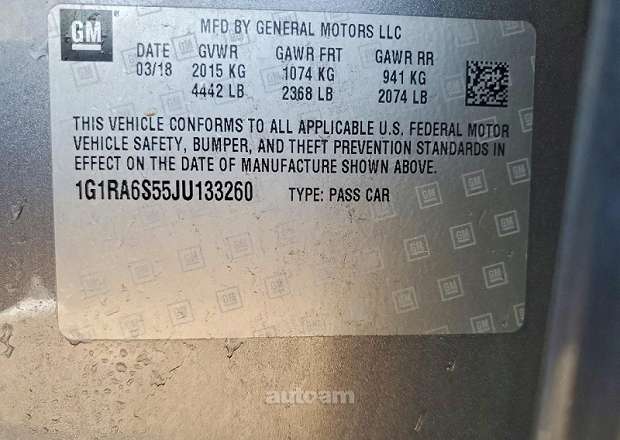 GM
MFD BY GENERAL MOTORS LLC
DATE GVWR GAWR FRT GAWR RR
03/18 2015 KG 1074 KG 941 KG
4442 LB 2368 LB 2074 LB
THIS VEHICLE CONFORMS TO ALL APPLICABLE U.S. FEDERAL MOTOR
VEHICLE SAFETY, BUMPER, AND THEFT PREVENTION STANDARDS IN
EFFECT ON THE DATE OF MANUFACTURE SHOWN ABOVE.
1G1RA6S55JU133260 TYPE: PASS CAR
autoam